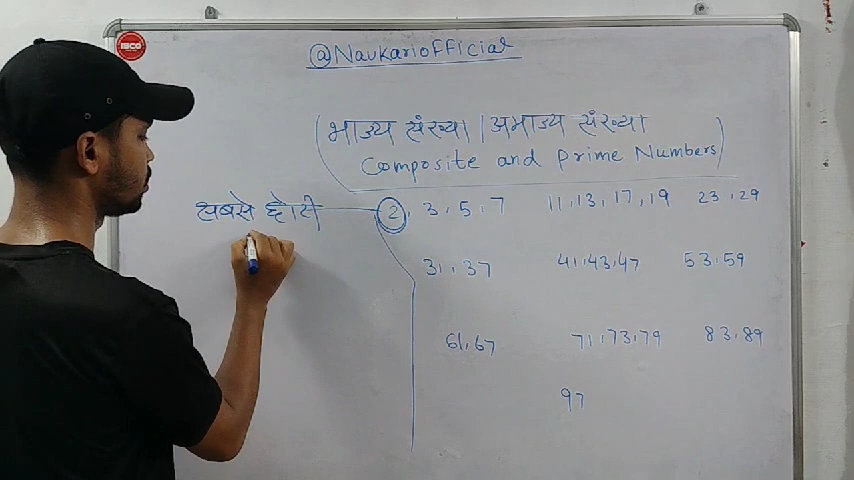 ISCO
@NaukariOfficial
भाज्य संख्या | अभाज्य संख्या
Composite and Prime Numbers
सबसे छोटी
2, 3, 5, 7 11, 13, 17, 19 23, 29
31, 37 41, 43, 47 53, 59
61, 67 71, 73, 79 83, 89
97